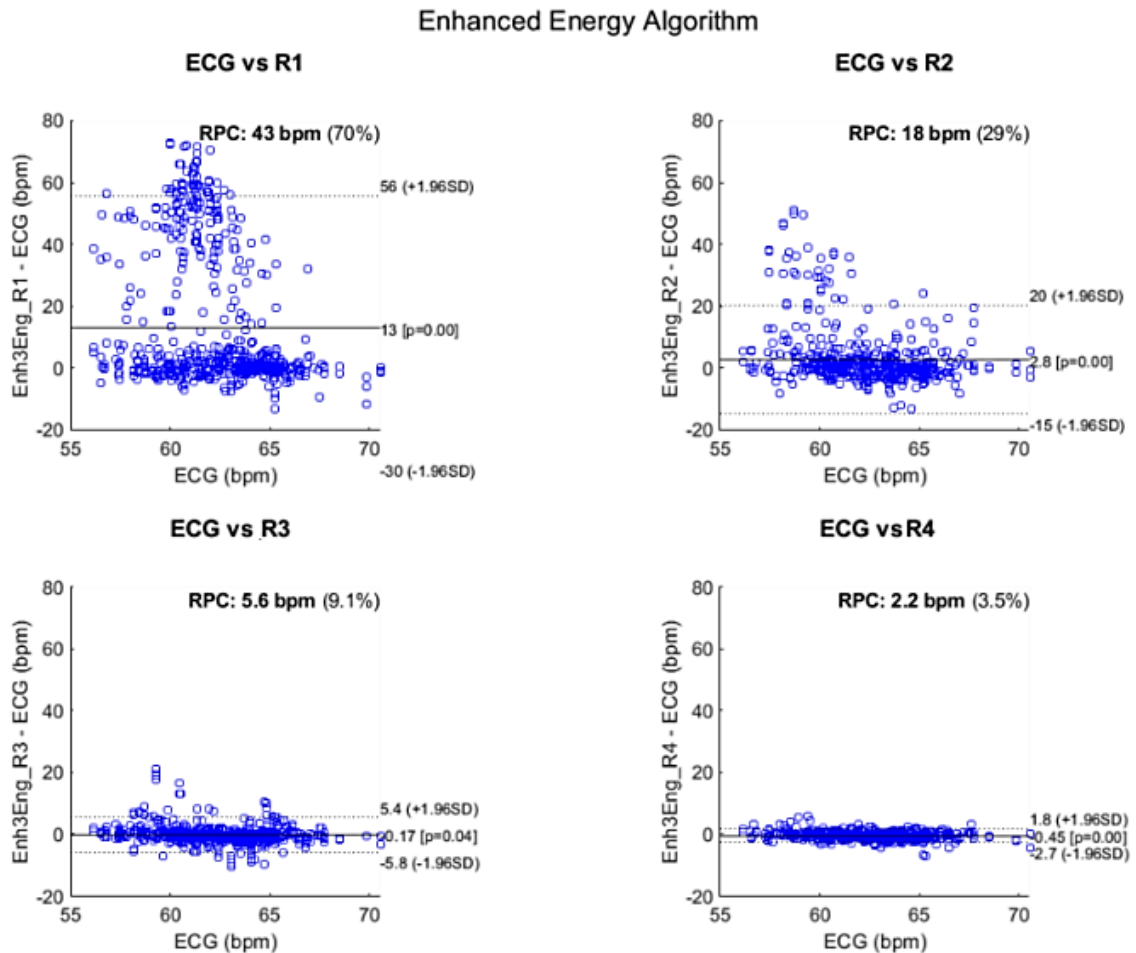 Enhanced Energy Algorithm
ECG vs R1
RPC: 43 bpm (70%)
Enh3Eng_R1 - ECG (bpm)
80
60
40
20
0
-20
56 (+1.96SD)
13 [p=0.00]
-30 (-1.96SD)
55 60 65 70
ECG (bpm)
ECG vs R2
RPC: 18 bpm (29%)
Enh3Eng_R2 - ECG (bpm)
80
60
40
20
0
-20
20 (+1.96SD)
2.8 [p=0.00]
-15 (-1.96SD)
55 60 65 70
ECG (bpm)
ECG vs R3
RPC: 5.6 bpm (9.1%)
Enh3Eng_R3 - ECG (bpm)
80
60
40
20
0
-20
5.4 (+1.96SD)
-0.17 [p=0.04]
-5.8 (-1.96SD)
55 60 65 70
ECG (bpm)
ECG vs R4
RPC: 2.2 bpm (3.5%)
Enh3Eng_R4 - ECG (bpm)
80
60
40
20
0
-20
1.8 (+1.96SD)
-0.45 [p=0.00]
-2.7 (-1.96SD)
55 60 65 70
ECG (bpm)